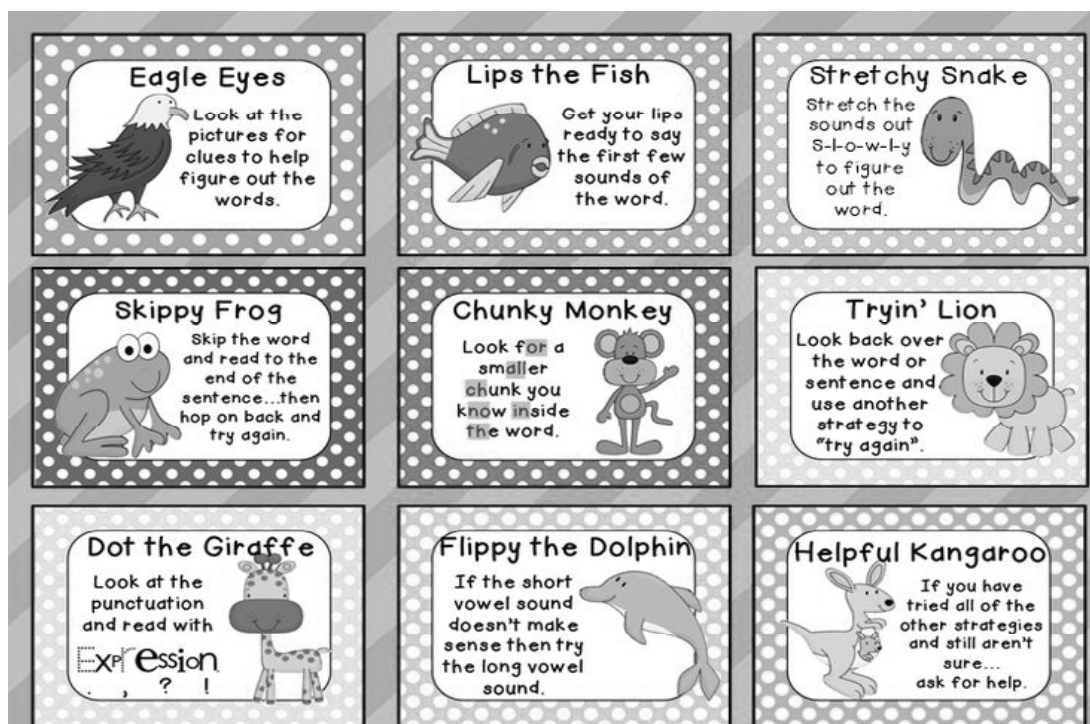 Eagle Eyes
Look at the
pictures for
clues to help
figure out the
words.
Lips the Fish
Get your lips
ready to say
the first few
sounds of
the word.
Stretchy Snake
Stretch the
sounds out
S-l-o-w-l-y
to figure
out the
word.
Skippy Frog
Skip the word
and read to the
end of the
sentence...then
hop on back and
try again.
Chunky Monkey
Look for a
smaller
chunk you
know inside
the word.
Tryin' Lion
Look back over
the word or
sentence and
use another
strategy to
"try again".
Dot the Giraffe
Look at the
punctuation
and read with
Expression
. , ? !
Flippy the Dolphin
If the short
vowel sound
doesn't make
sense then try
the long vowel
sound.
Helpful Kangaroo
If you have
tried all of the
other strategies
and still aren't
sure...
ask for help.